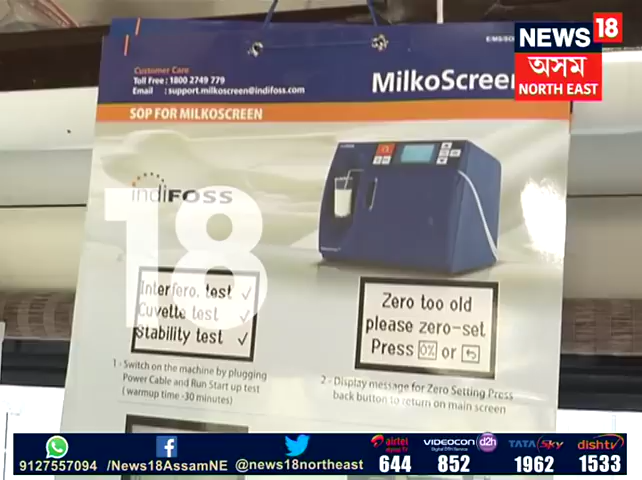 Customer Care
Toll Free : 1800 2749 779
Email : support.milkoscreen@indifoss.com
MilkoScreen
SOP FOR MILKOSCREEN
NEWS 18
অসম
NORTH EAST
indiFOSS
18
Interfero. test ✓
Cuvette test ✓
Stability test ✓
Zero too old
please zero-set
Press 0% or
1 - Switch on the machine by plugging
Power Cable and Run Start up test
( warmup time -30 minutes)
2 - Display message for Zero Setting Press
back button to return on main screen
9127557094 /News18AssamNE @news18northeast
airtel 644
VIDEOCON d2h 852
TATA Sky 1962
dishtv 1533